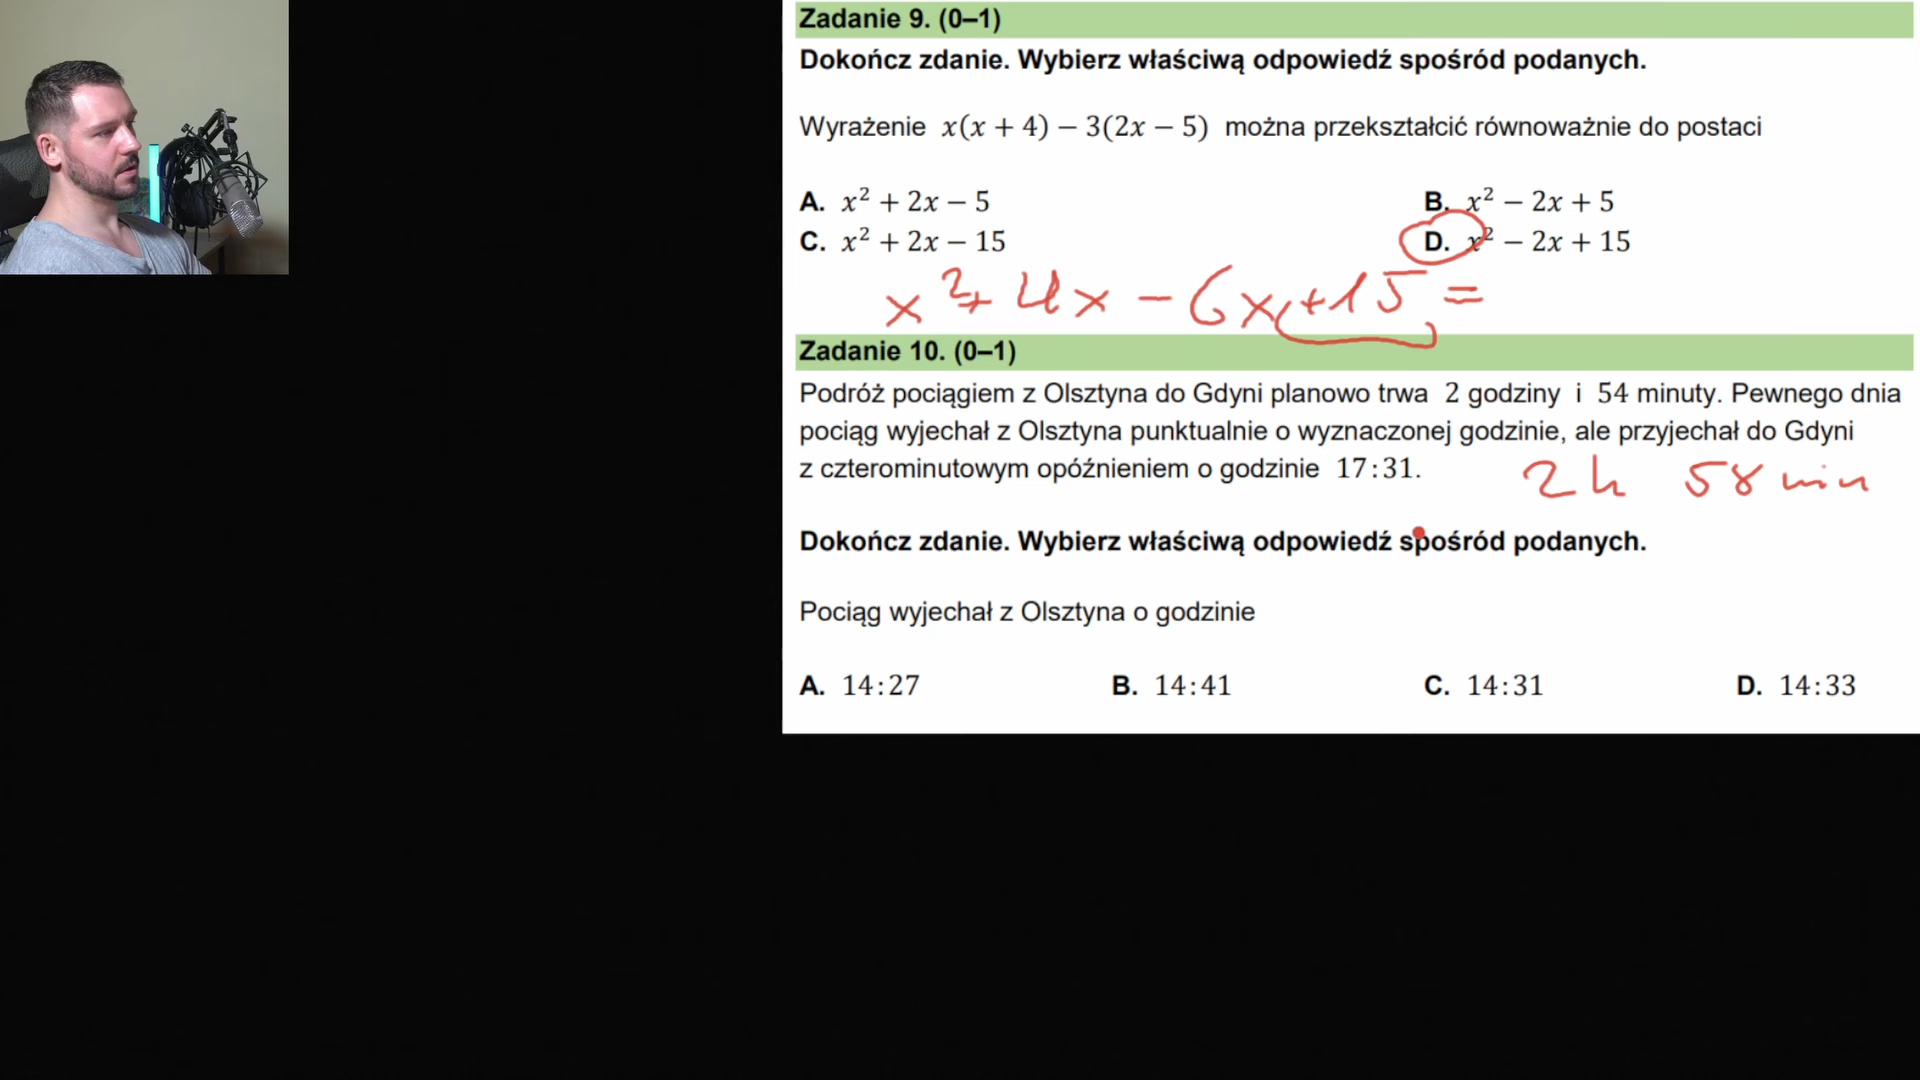 Zadanie 9. (0–1)
Dokończ zdanie. Wybierz właściwą odpowiedź spośród podanych.
Wyrażenie x(x + 4) − 3(2x − 5) można przekształcić równoważnie do postaci
A. x² + 2x − 5
B. x² − 2x + 5
C. x² + 2x − 15
D. x² − 2x + 15
x² + 4x − 6x + 15 =
Zadanie 10. (0–1)
Podróż pociągiem z Olsztyna do Gdyni planowo trwa 2 godziny i 54 minuty. Pewnego dnia
pociąg wyjechał z Olsztyna punktualnie o wyznaczonej godzinie, ale przyjechał do Gdyni
z czterominutowym opóźnieniem o godzinie 17:31.
2 h 58 min
Dokończ zdanie. Wybierz właściwą odpowiedź spośród podanych.
Pociąg wyjechał z Olsztyna o godzinie
A. 14:27 B. 14:41 C. 14:31 D. 14:33